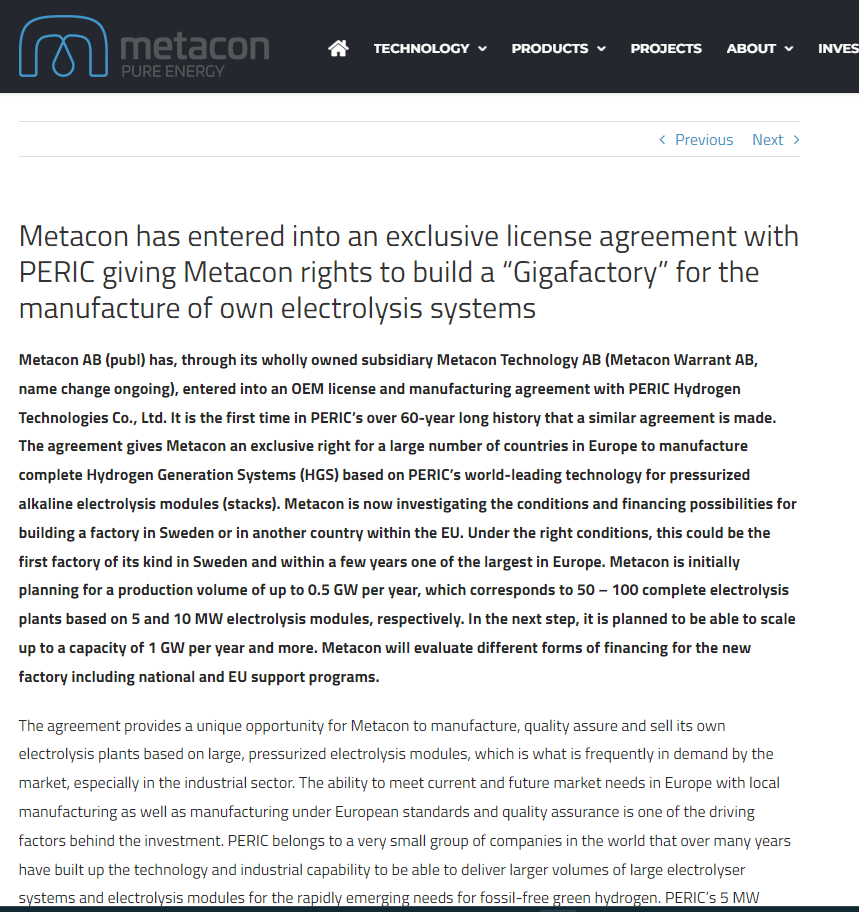 metacon
PURE ENERGY
TECHNOLOGY
PRODUCTS
PROJECTS
ABOUT
INVES
Previous
Next
Metacon has entered into an exclusive license agreement with
PERIC giving Metacon rights to build a “Gigafactory” for the
manufacture of own electrolysis systems
Metacon AB (publ) has, through its wholly owned subsidiary Metacon Technology AB (Metacon Warrant AB,
name change ongoing), entered into an OEM license and manufacturing agreement with PERIC Hydrogen
Technologies Co., Ltd. It is the first time in PERIC’s over 60-year long history that a similar agreement is made.
The agreement gives Metacon an exclusive right for a large number of countries in Europe to manufacture
complete Hydrogen Generation Systems (HGS) based on PERIC’s world-leading technology for pressurized
alkaline electrolysis modules (stacks). Metacon is now investigating the conditions and financing possibilities for
building a factory in Sweden or in another country within the EU. Under the right conditions, this could be the
first factory of its kind in Sweden and within a few years one of the largest in Europe. Metacon is initially
planning for a production volume of up to 0.5 GW per year, which corresponds to 50 – 100 complete electrolysis
plants based on 5 and 10 MW electrolysis modules, respectively. In the next step, it is planned to be able to scale
up to a capacity of 1 GW per year and more. Metacon will evaluate different forms of financing for the new
factory including national and EU support programs.
The agreement provides a unique opportunity for Metacon to manufacture, quality assure and sell its own
electrolysis plants based on large, pressurized electrolysis modules, which is what is frequently in demand by the
market, especially in the industrial sector. The ability to meet current and future market needs in Europe with local
manufacturing as well as manufacturing under European standards and quality assurance is one of the driving
factors behind the investment. PERIC belongs to a very small group of companies in the world that over many years
have built up the technology and industrial capability to be able to deliver larger volumes of large electrolyser
systems and electrolysis modules for the rapidly emerging needs for fossil-free green hydrogen. PERIC’s 5 MW